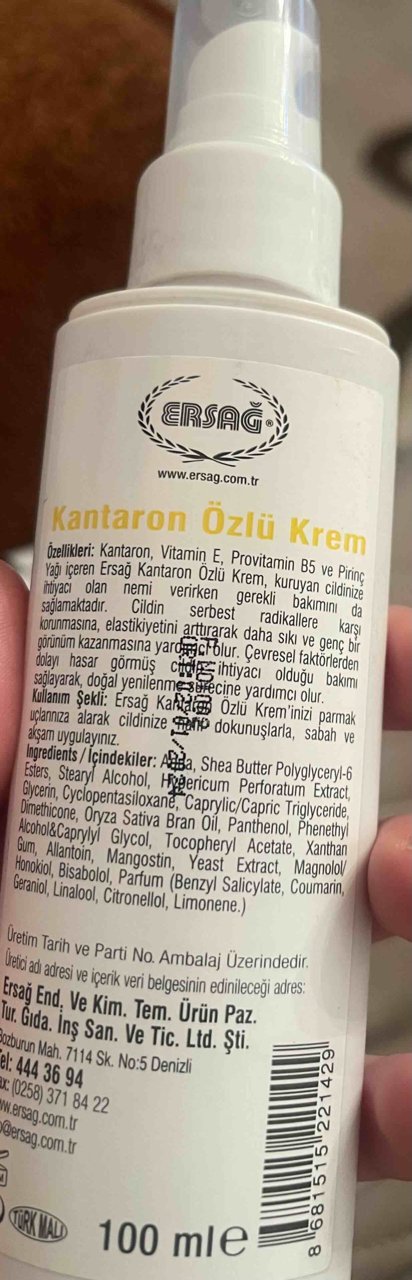 ERSAĞ®
www.ersag.com.tr
Kantaron Özlü Krem
Özellikleri: Kantaron, Vitamin E, Provitamin B5 ve Pirinç
Yağı içeren Ersağ Kantaron Özlü Krem, kuruyan cildinize
ihtiyacı olan nemi verirken gerekli bakımını da
sağlamaktadır. Cildin serbest radikallere karşı
korunmasına, elastikiyetini arttırarak daha sıkı ve genç bir
görünüm kazanmasına yardımcı olur. Çevresel faktörlerden
dolayı hasar görmüş cildin ihtiyacı olduğu bakımı
sağlayarak, doğal yenilenme sürecine yardımcı olur.
Kullanım Şekli: Ersağ Kantaron Özlü Krem'inizi parmak
uçlarınıza alarak cildinize dokunuşlarla, sabah ve
akşam uygulayınız.
Ingredients / İçindekiler: Aqua, Shea Butter Polyglyceryl-6
Esters, Stearyl Alcohol, Hypericum Perforatum Extract,
Glycerin, Cyclopentasiloxane, Caprylic/Capric Triglyceride,
Dimethicone, Oryza Sativa Bran Oil, Panthenol, Phenethyl
Alcohol&Caprylyl Glycol, Tocopheryl Acetate, Xanthan
Gum, Allantoin, Mangostin, Yeast Extract, Magnolol/
Honokiol, Bisabolol, Parfum (Benzyl Salicylate, Coumarin,
Geraniol, Linalool, Citronellol, Limonene.)
Üretim Tarih ve Parti No. Ambalaj Üzerindedir.
Üretici adı adresi ve içerik veri belgesinin edinileceği adres:
Ersağ End. Ve Kim. Tem. Ürün Paz.
Tur. Gıda. İnş San. Ve Tic. Ltd. Şti.
Bozburun Mah. 7114 Sk. No:5 Denizli
Tel: 444 36 94
ax: (0258) 371 84 22
ww.ersag.com.tr
@ersag.com.tr
TÜRK MALI
100 ml e
8 681515 221429